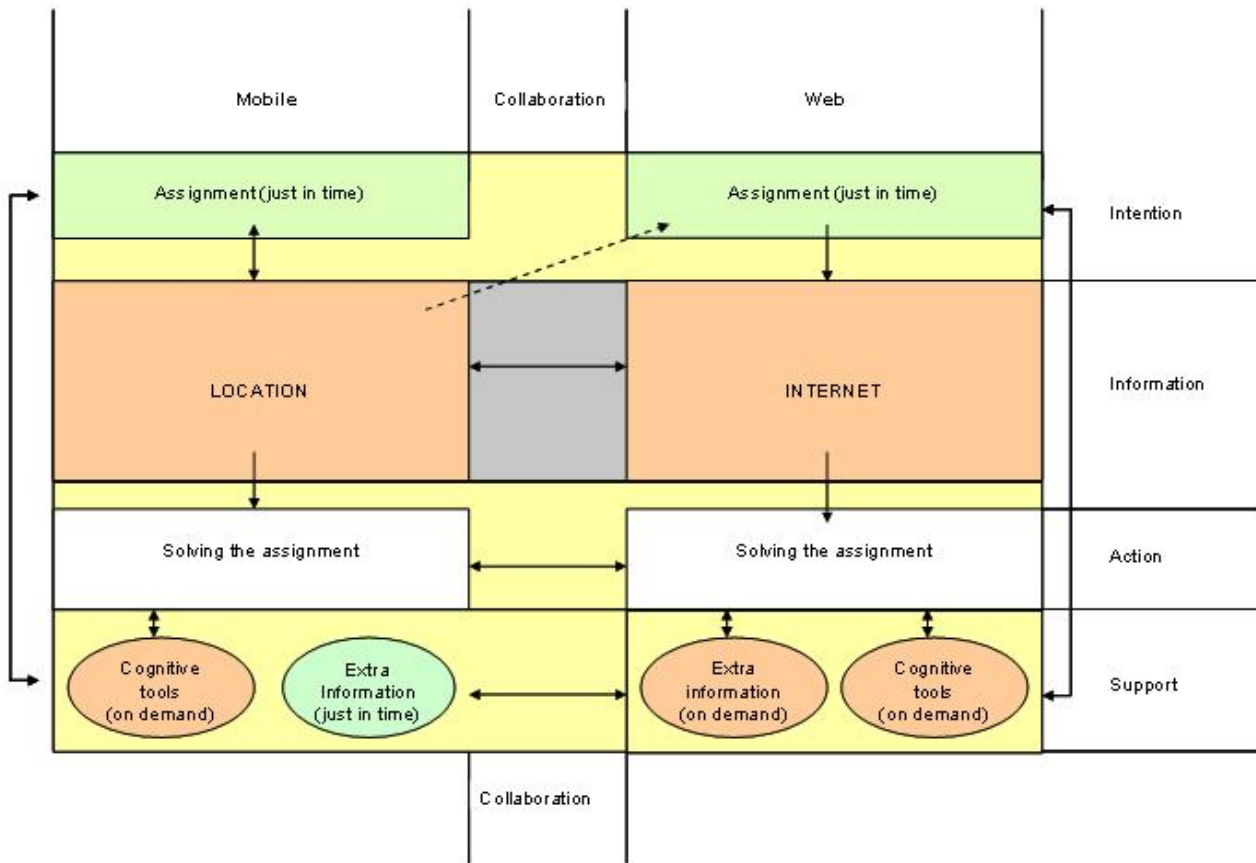 Mobile
Collaboration
Web
Assignment (just in time)
Assignment (just in time)
Intention
LOCATION
INTERNET
Information
Solving the assignment
Solving the assignment
Action
Cognitive
tools
(on demand)
Extra
Information
(just in time)
Extra
information
(on demand)
Cognitive
tools
(on demand)
Support
Collaboration